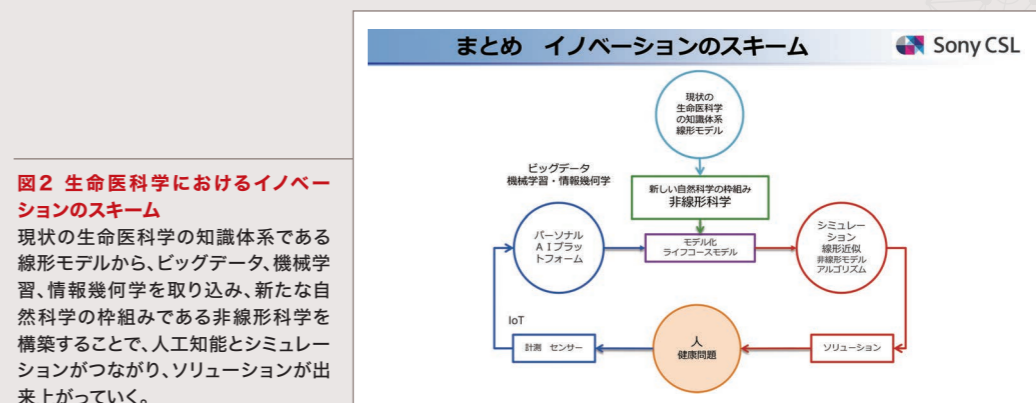 図2 生命医科学におけるイノベー
ションのスキーム
現状の生命医科学の知識体系である
線形モデルから、ビッグデータ、機械学
習、情報幾何学を取り込み、新たな自
然科学の枠組みである非線形科学を
構築することで、人工知能とシミュレー
ションがつながり、ソリューションが出
来上がっていく。
まとめ イノベーションのスキーム
Sony CSL
現状の
生命医科学
の知識体系
線形モデル
ビッグデータ
機械学習・情報幾何学
新しい自然科学の枠組み
非線形科学
パーソナル
AIプラッ
トフォーム
モデル化
ライフコースモデル
シミュレー
ション
線形近似
非線形モデル
アルゴリズム
IoT
計測 センサー
人
健康問題
ソリューション